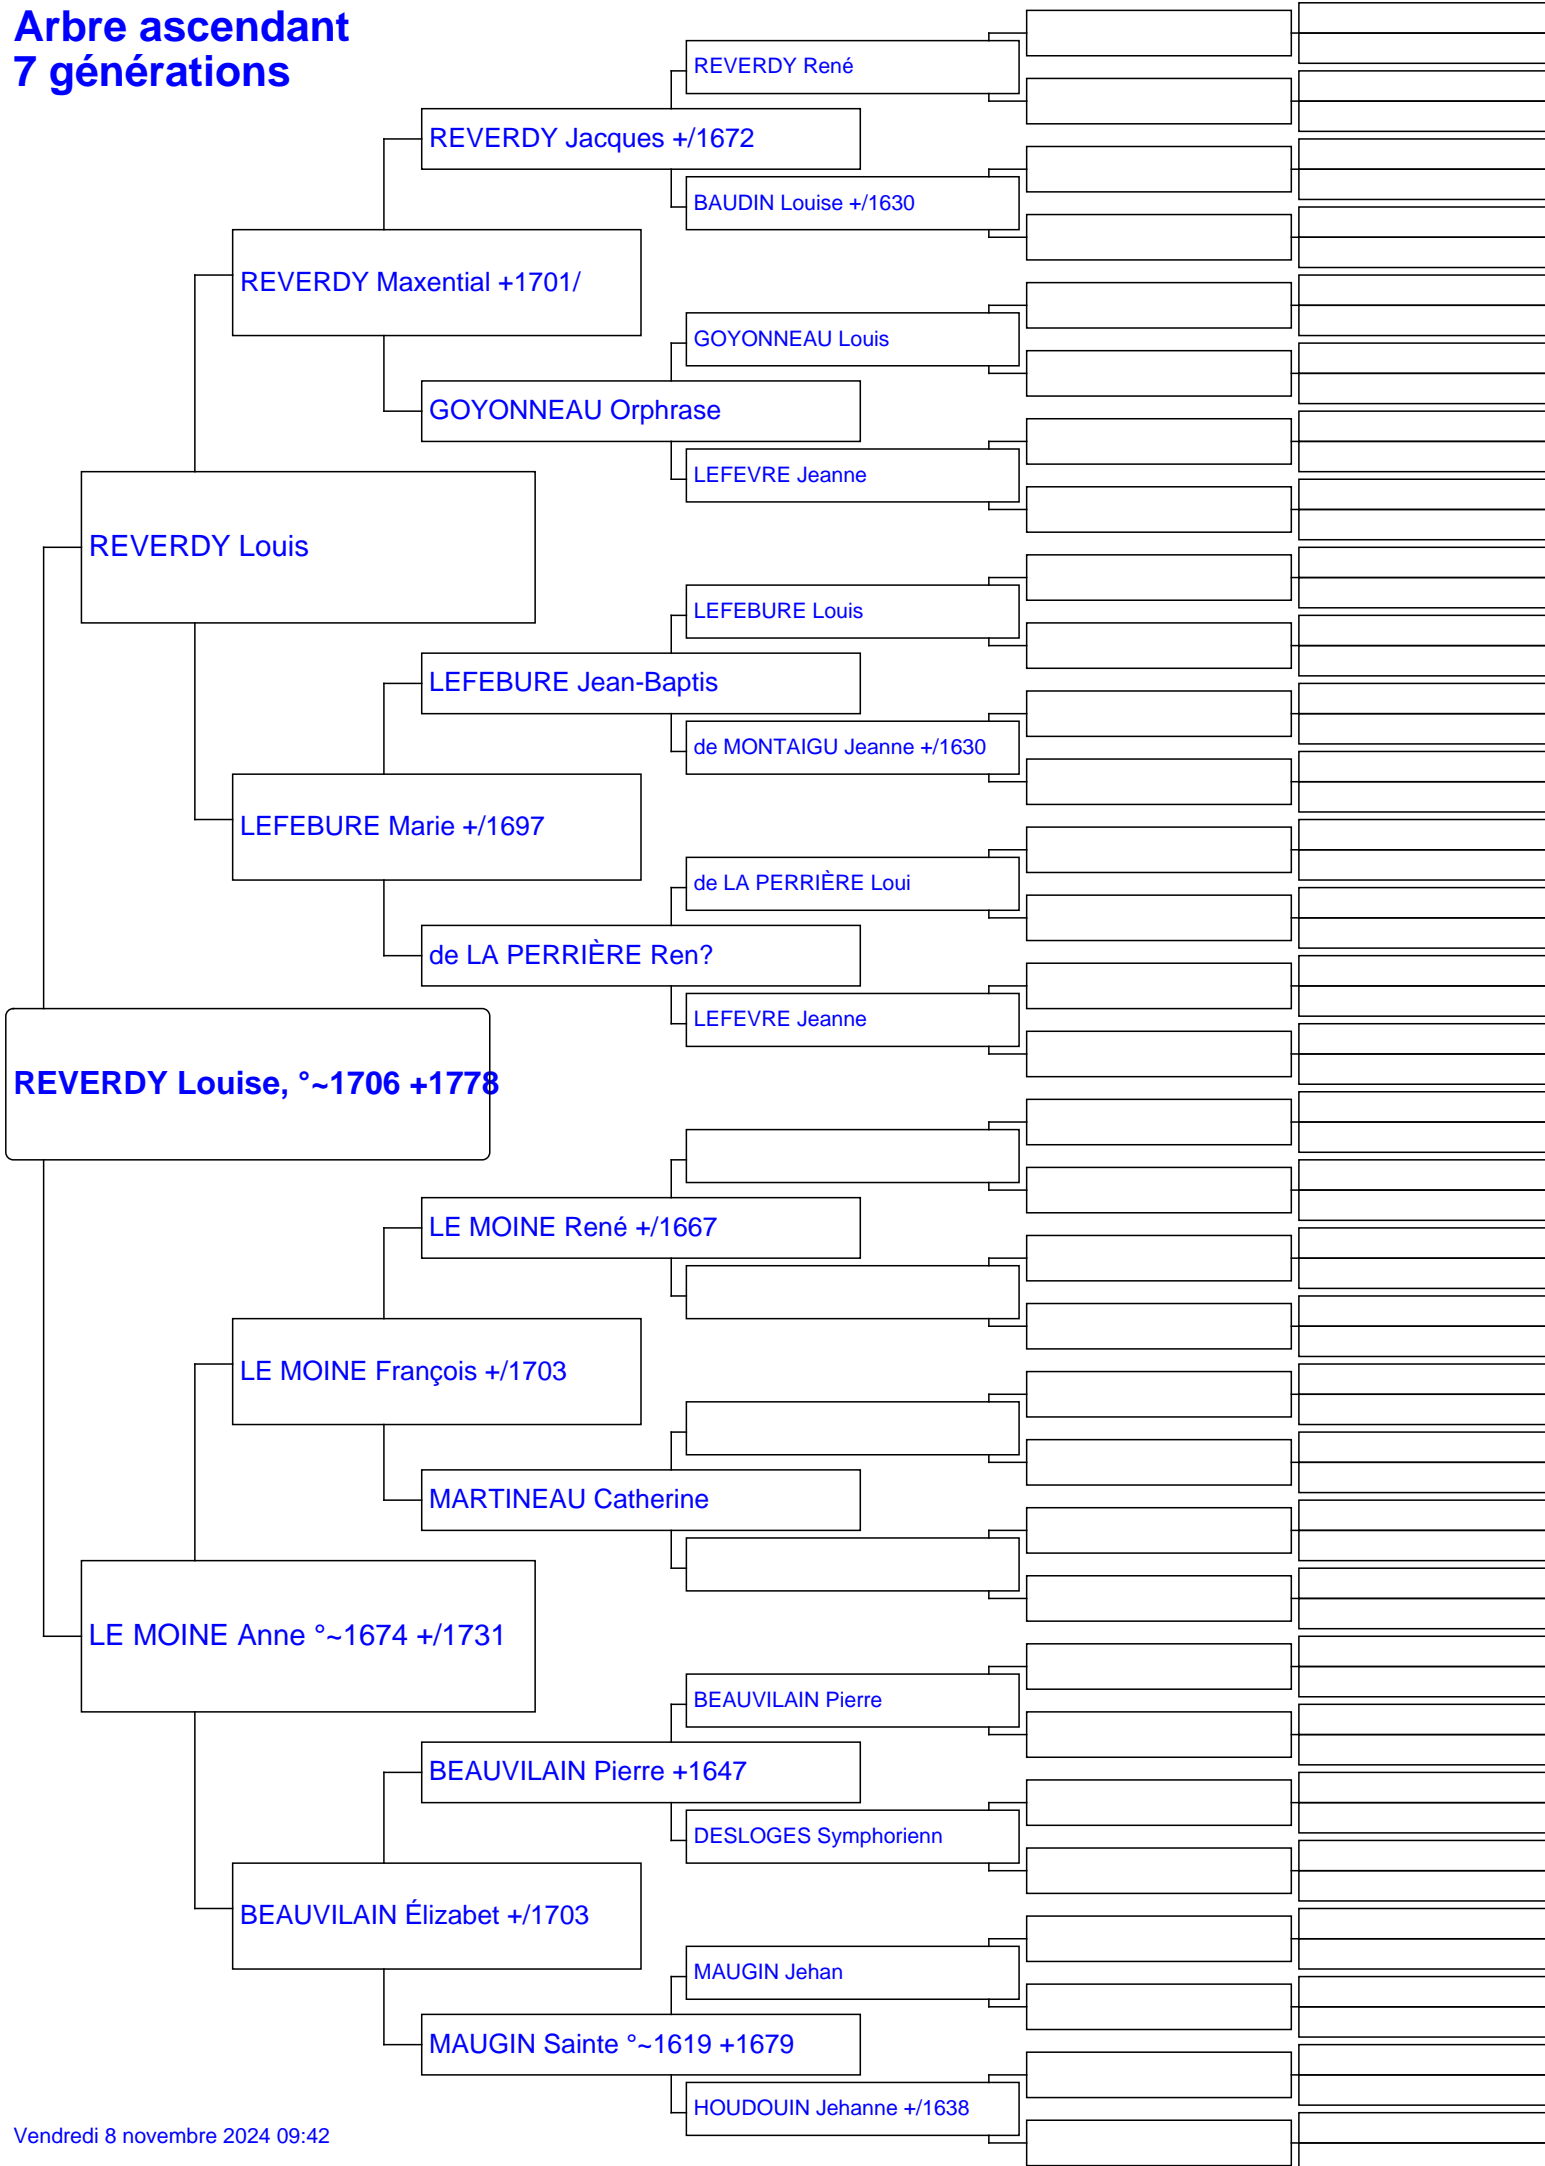 Arbre ascendant
7 générations
REVERDY René
REVERDY Jacques +/1672
BAUDIN Louise +/1630
REVERDY Maxential +1701/
GOYONNEAU Louis
GOYONNEAU Orphrase
LEFEVRE Jeanne
REVERDY Louis
LEFEBURE Louis
LEFEBURE Jean-Baptis
de MONTAIGU Jeanne +/1630
LEFEBURE Marie +/1697
de LA PERRIÈRE Loui
de LA PERRIÈRE Ren?
LEFEVRE Jeanne
REVERDY Louise, °~1706 +1778
LE MOINE René +/1667
LE MOINE François +/1703
MARTINEAU Catherine
LE MOINE Anne °~1674 +/1731
BEAUVILAIN Pierre
BEAUVILAIN Pierre +1647
DESLOGES Symphorienn
BEAUVILAIN Élizabet +/1703
MAUGIN Jehan
MAUGIN Sainte °~1619 +1679
HOUDOUIN Jehanne +/1638
Vendredi 8 novembre 2024 09:42